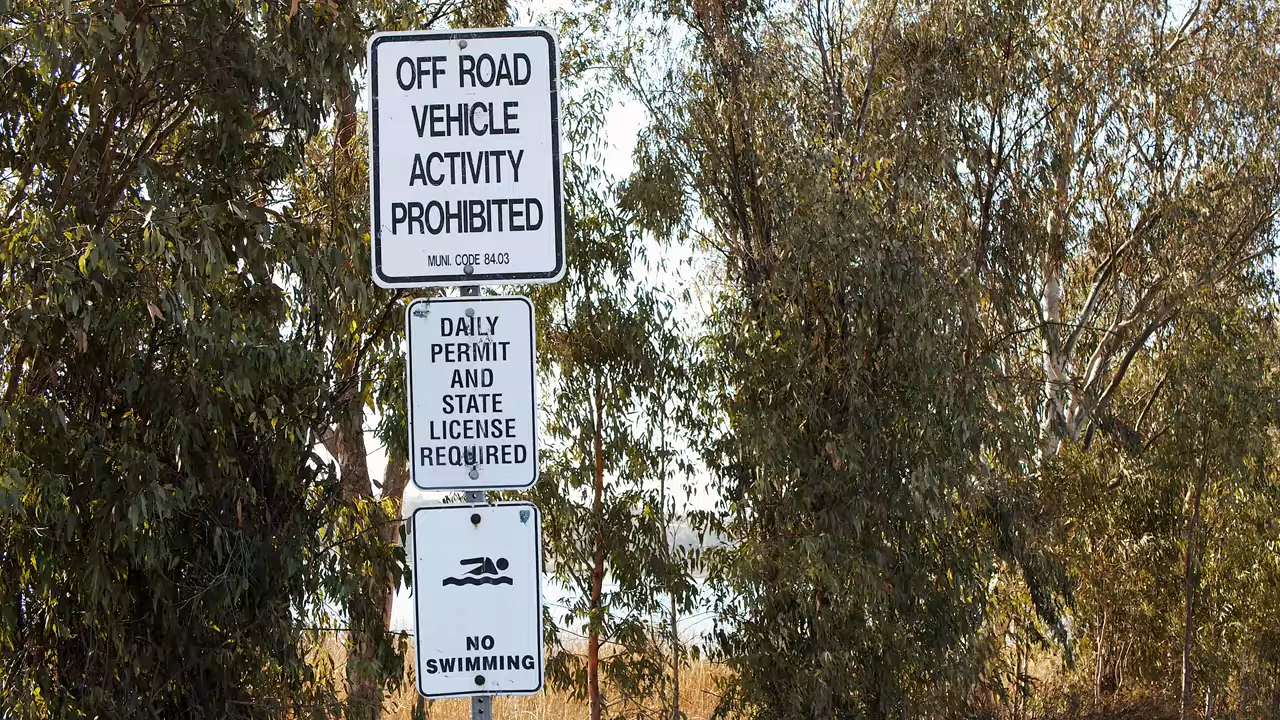 OFF ROAD
VEHICLE
ACTIVITY
PROHIBITED
MUNI. CODE 84.03
DAILY
PERMIT
AND
STATE
LICENSE
REQUIRED
NO
SWIMMING